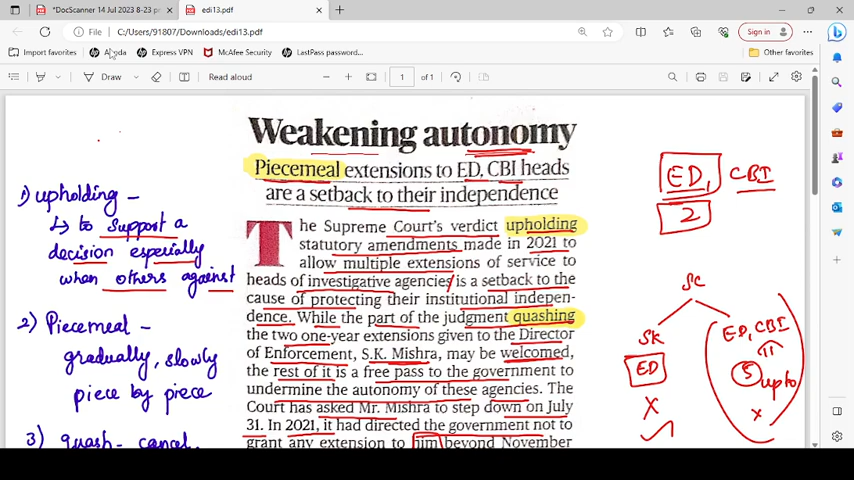 *DocScanner 14 Jul 2023 8-23 p
edi13.pdf
File
C:/Users/91807/Downloads/edi13.pdf
Sign in
Import favorites
Express VPN
McAfee Security
LastPass password...
Other favorites
Draw
Read aloud
1
of 1
Weakening autonomy
Piecemeal extensions to ED, CBI heads
are a setback to their independence
The Supreme Court's verdict upholding
statutory amendments made in 2021 to
allow multiple extensions of service to
heads of investigative agencies is a setback to the
cause of protecting their institutional indepen-
dence. While the part of the judgment quashing
the two one-year extensions given to the Director
of Enforcement, S.K. Mishra, may be welcomed,
the rest of it is a free pass to the government to
undermine the autonomy of these agencies. The
Court has asked Mr. Mishra to step down on July
31. In 2021, it had directed the government not to
grant any extension to him beyond November
1) upholding -
↳ to support a
decision especially
when others against
2) Piecemeal -
gradually, slowly
piece by piece
3) quash - cancel
ED, CBI
2
SC
SK
ED
X
ED, CBI
5 upto
x